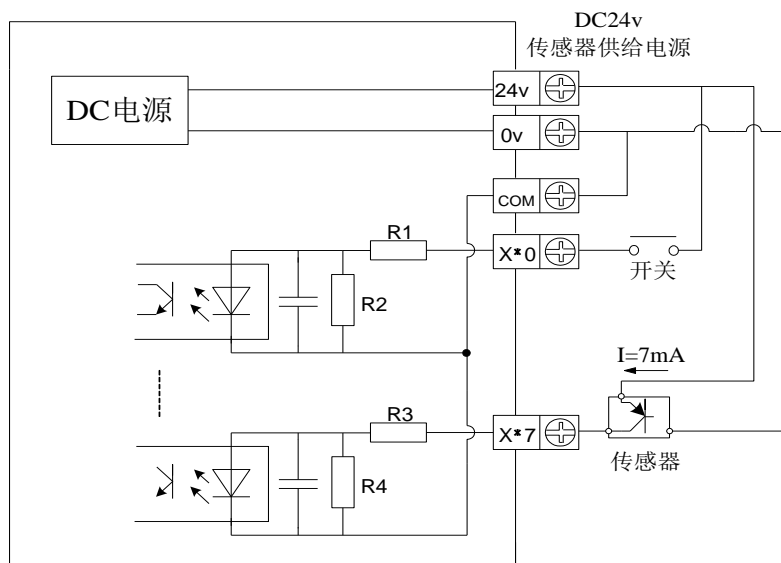 DC24v
传感器供给电源
24v
DC电源
0v
COM
R1
X*0
开关
R2
I=7mA
R3
X*7
传感器
R4